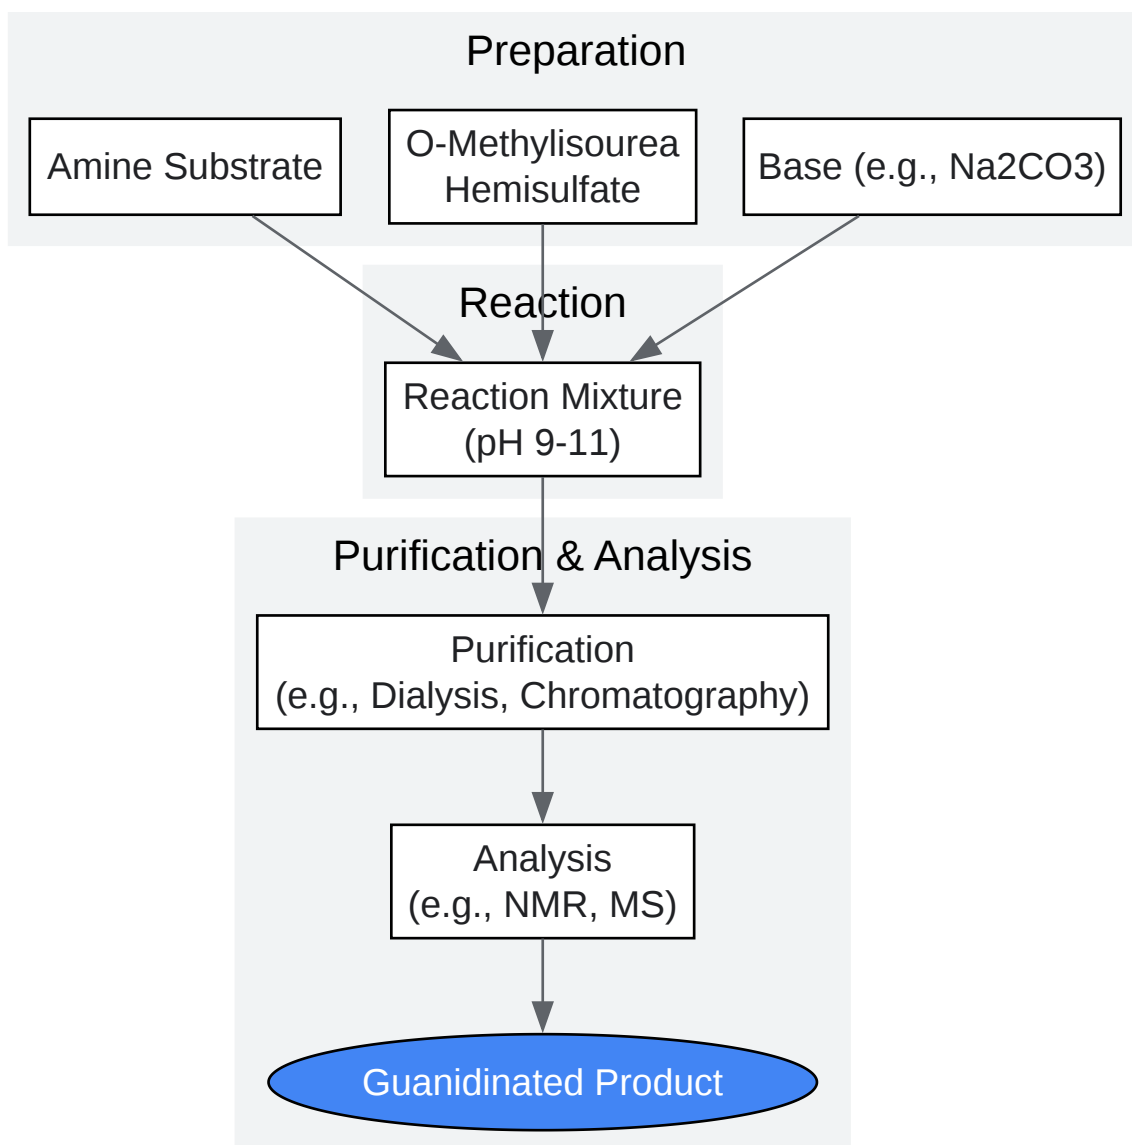 Preparation
Amine Substrate
O-Methylisourea
Hemisulfate
Base (e.g., Na2CO3)
Reaction
Reaction Mixture
(pH 9-11)
Purification & Analysis
Purification
(e.g., Dialysis, Chromatography)
Analysis
(e.g., NMR, MS)
Guanidinated Product